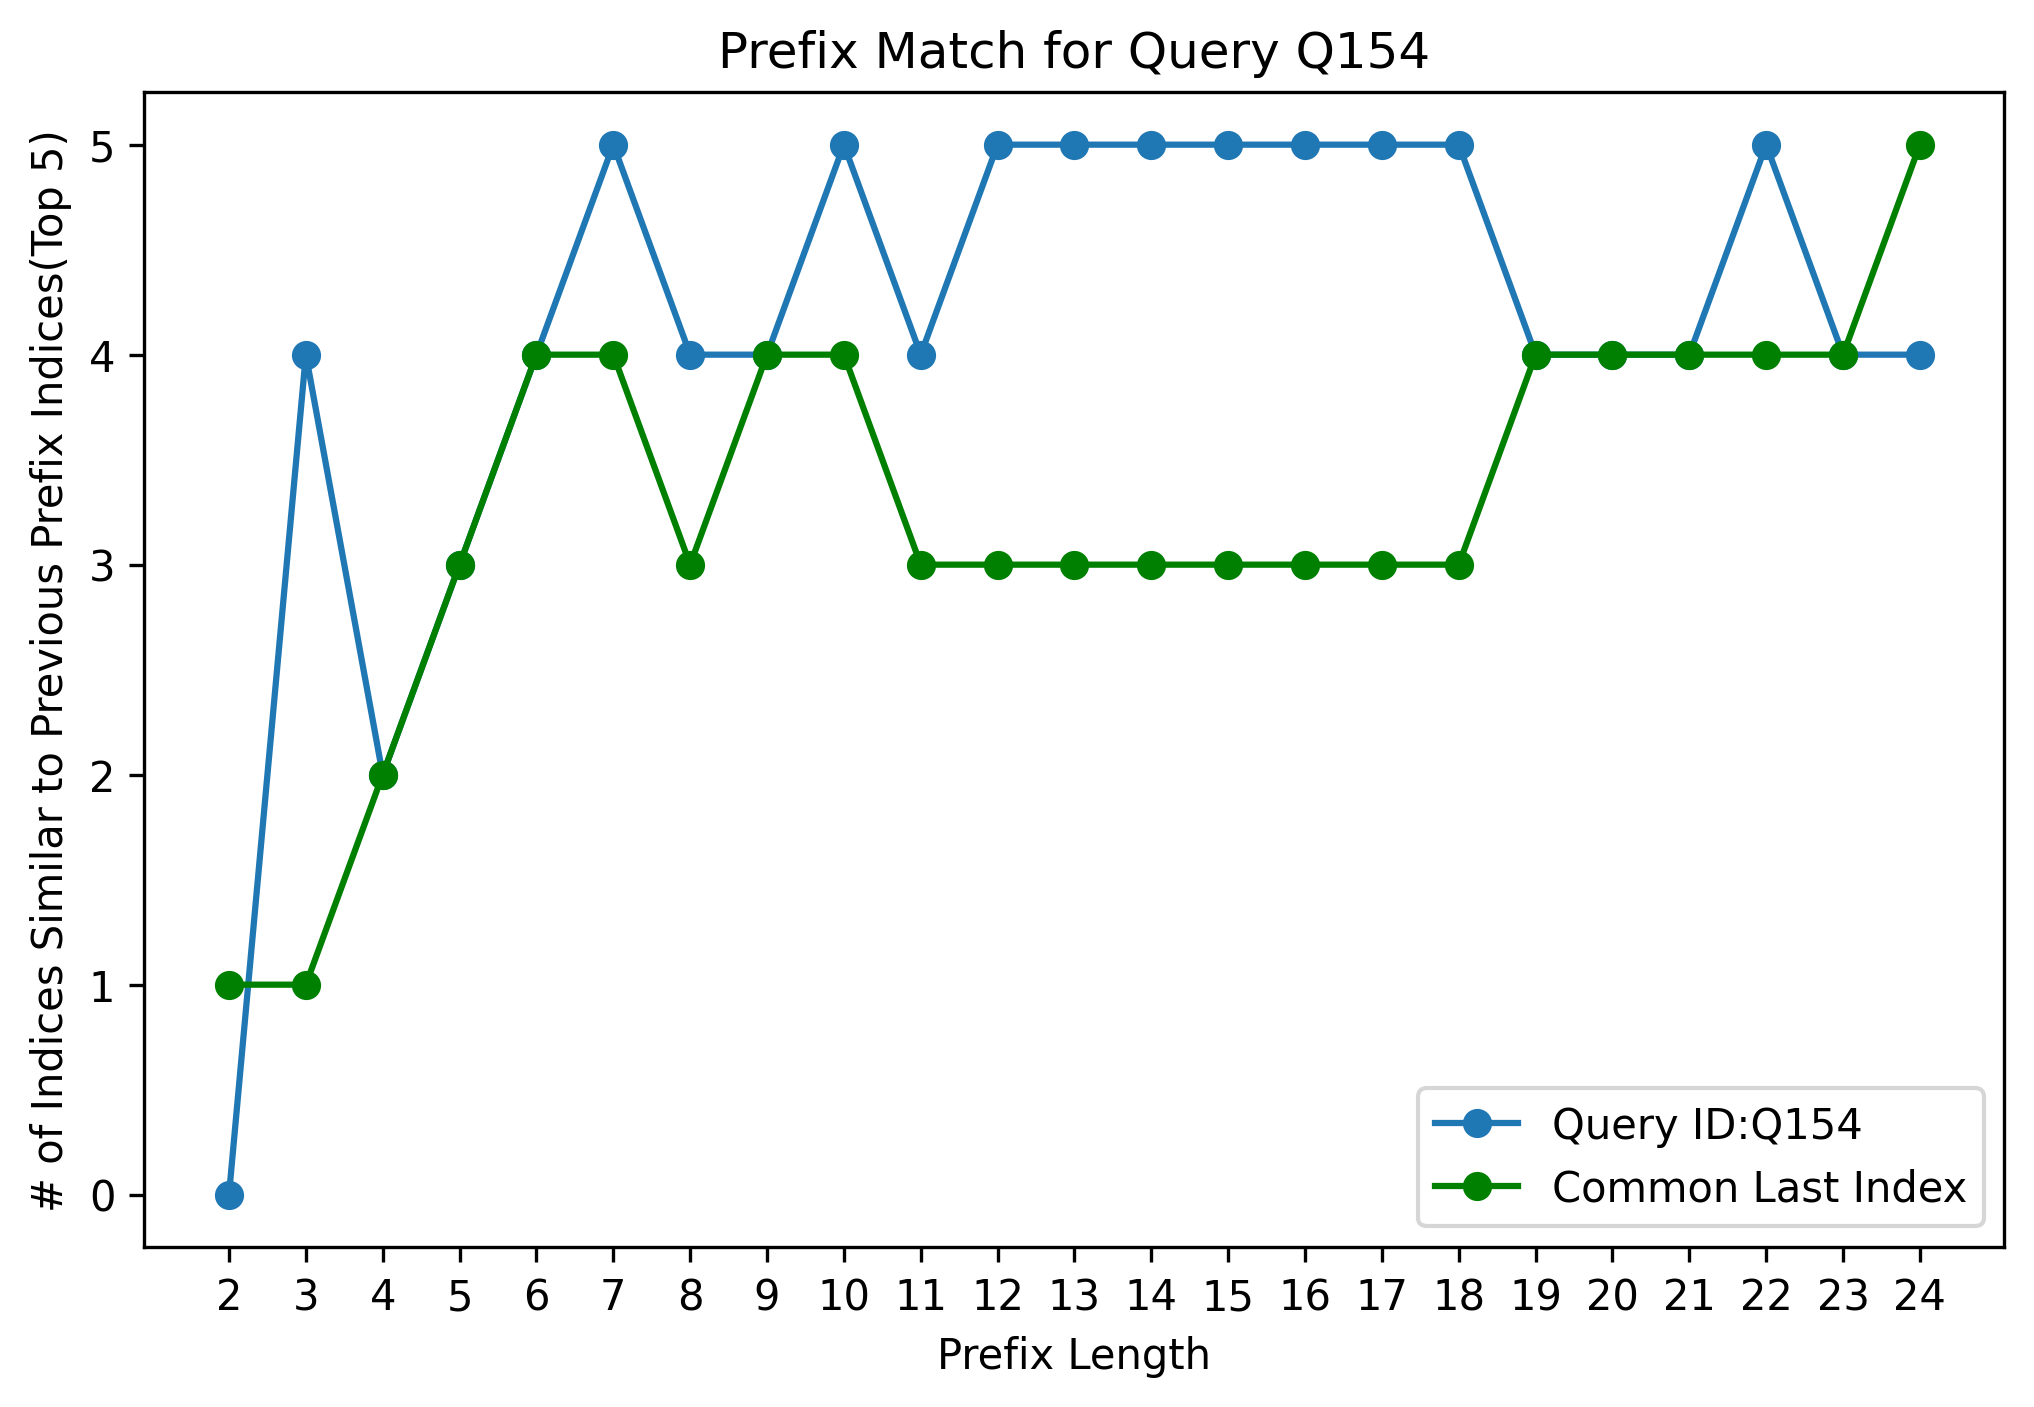 Prefix Match for Query Q154
# of Indices Similar to Previous Prefix Indices(Top 5)
5
4
3
2
1
0
2 3 4 5 6 7 8 9 10 11 12 13 14 15 16 17 18 19 20 21 22 23 24
Prefix Length
Query ID:Q154
Common Last Index